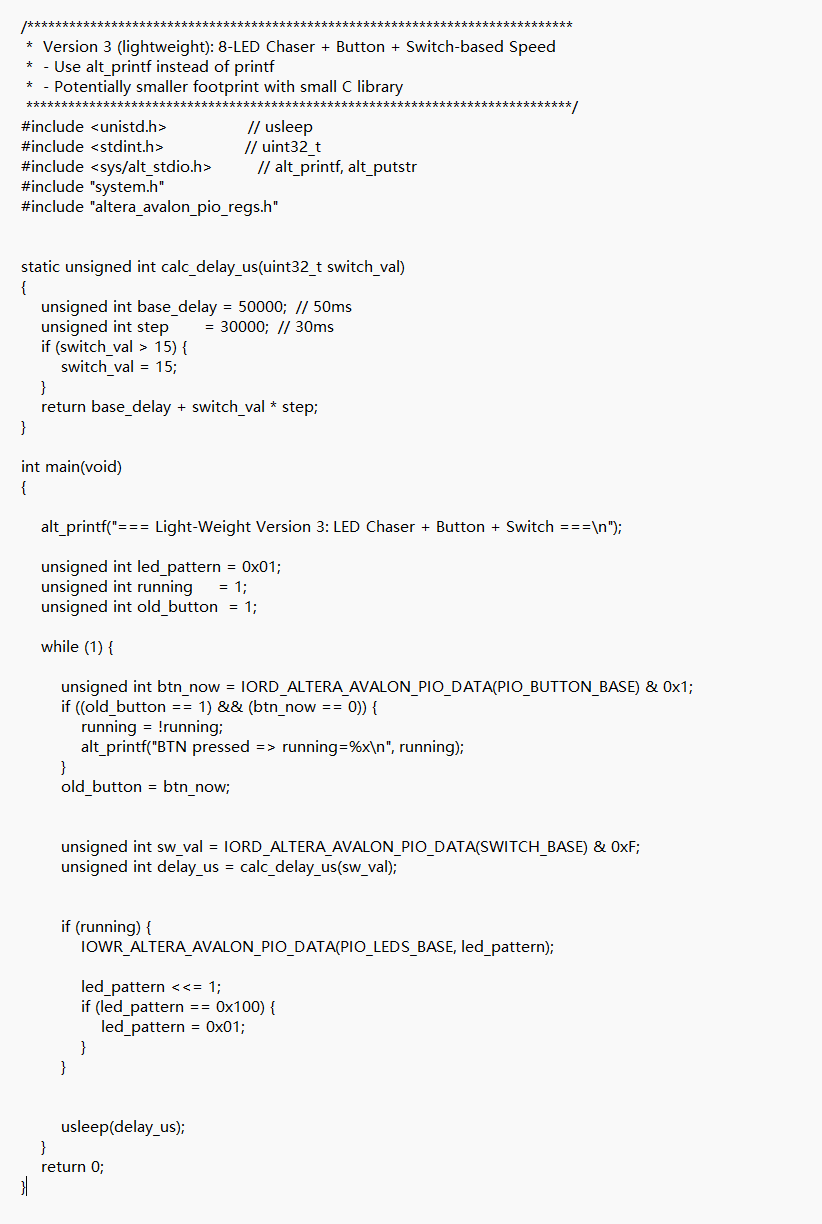 /******************************************************************************
 *  Version 3 (lightweight): 8-LED Chaser + Button + Switch-based Speed
 *  - Use alt_printf instead of printf
 *  - Potentially smaller footprint with small C library
 ******************************************************************************/
#include <unistd.h>                  // usleep
#include <stdint.h>                  // uint32_t
#include <sys/alt_stdio.h>          // alt_printf, alt_putstr
#include "system.h"
#include "altera_avalon_pio_regs.h"

static unsigned int calc_delay_us(uint32_t switch_val)
{
    unsigned int base_delay = 50000;  // 50ms
    unsigned int step        = 30000;  // 30ms
    if (switch_val > 15) {
        switch_val = 15;
    }
    return base_delay + switch_val * step;
}

int main(void)
{

    alt_printf("=== Light-Weight Version 3: LED Chaser + Button + Switch ===\n");

    unsigned int led_pattern = 0x01;
    unsigned int running      = 1;
    unsigned int old_button  = 1;

    while (1) {

        unsigned int btn_now = IORD_ALTERA_AVALON_PIO_DATA(PIO_BUTTON_BASE) & 0x1;
        if ((old_button == 1) && (btn_now == 0)) {
            running = !running;
            alt_printf("BTN pressed => running=%x\n", running);
        }
        old_button = btn_now;

        unsigned int sw_val = IORD_ALTERA_AVALON_PIO_DATA(SWITCH_BASE) & 0xF;
        unsigned int delay_us = calc_delay_us(sw_val);

        if (running) {
            IOWR_ALTERA_AVALON_PIO_DATA(PIO_LEDS_BASE, led_pattern);

            led_pattern <<= 1;
            if (led_pattern == 0x100) {
                led_pattern = 0x01;
            }
        }

        usleep(delay_us);
    }
    return 0;
}